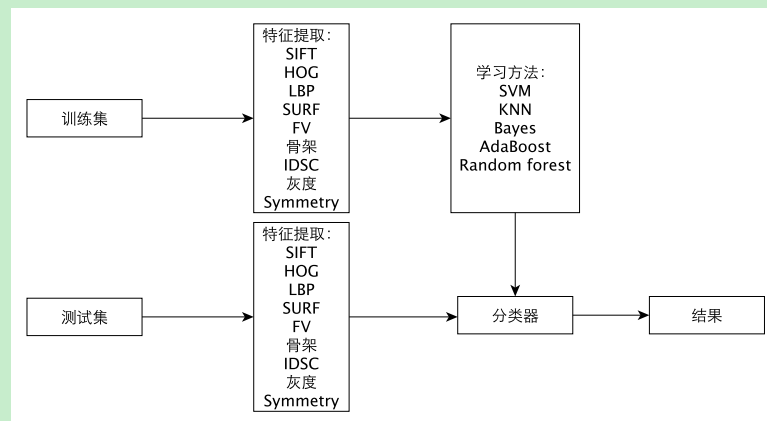 训练集
特征提取:
SIFT
HOG
LBP
SURF
FV
骨架
IDSC
灰度
Symmetry
学习方法:
SVM
KNN
Bayes
AdaBoost
Random forest
测试集
特征提取:
SIFT
HOG
LBP
SURF
FV
骨架
IDSC
灰度
Symmetry
分类器
结果